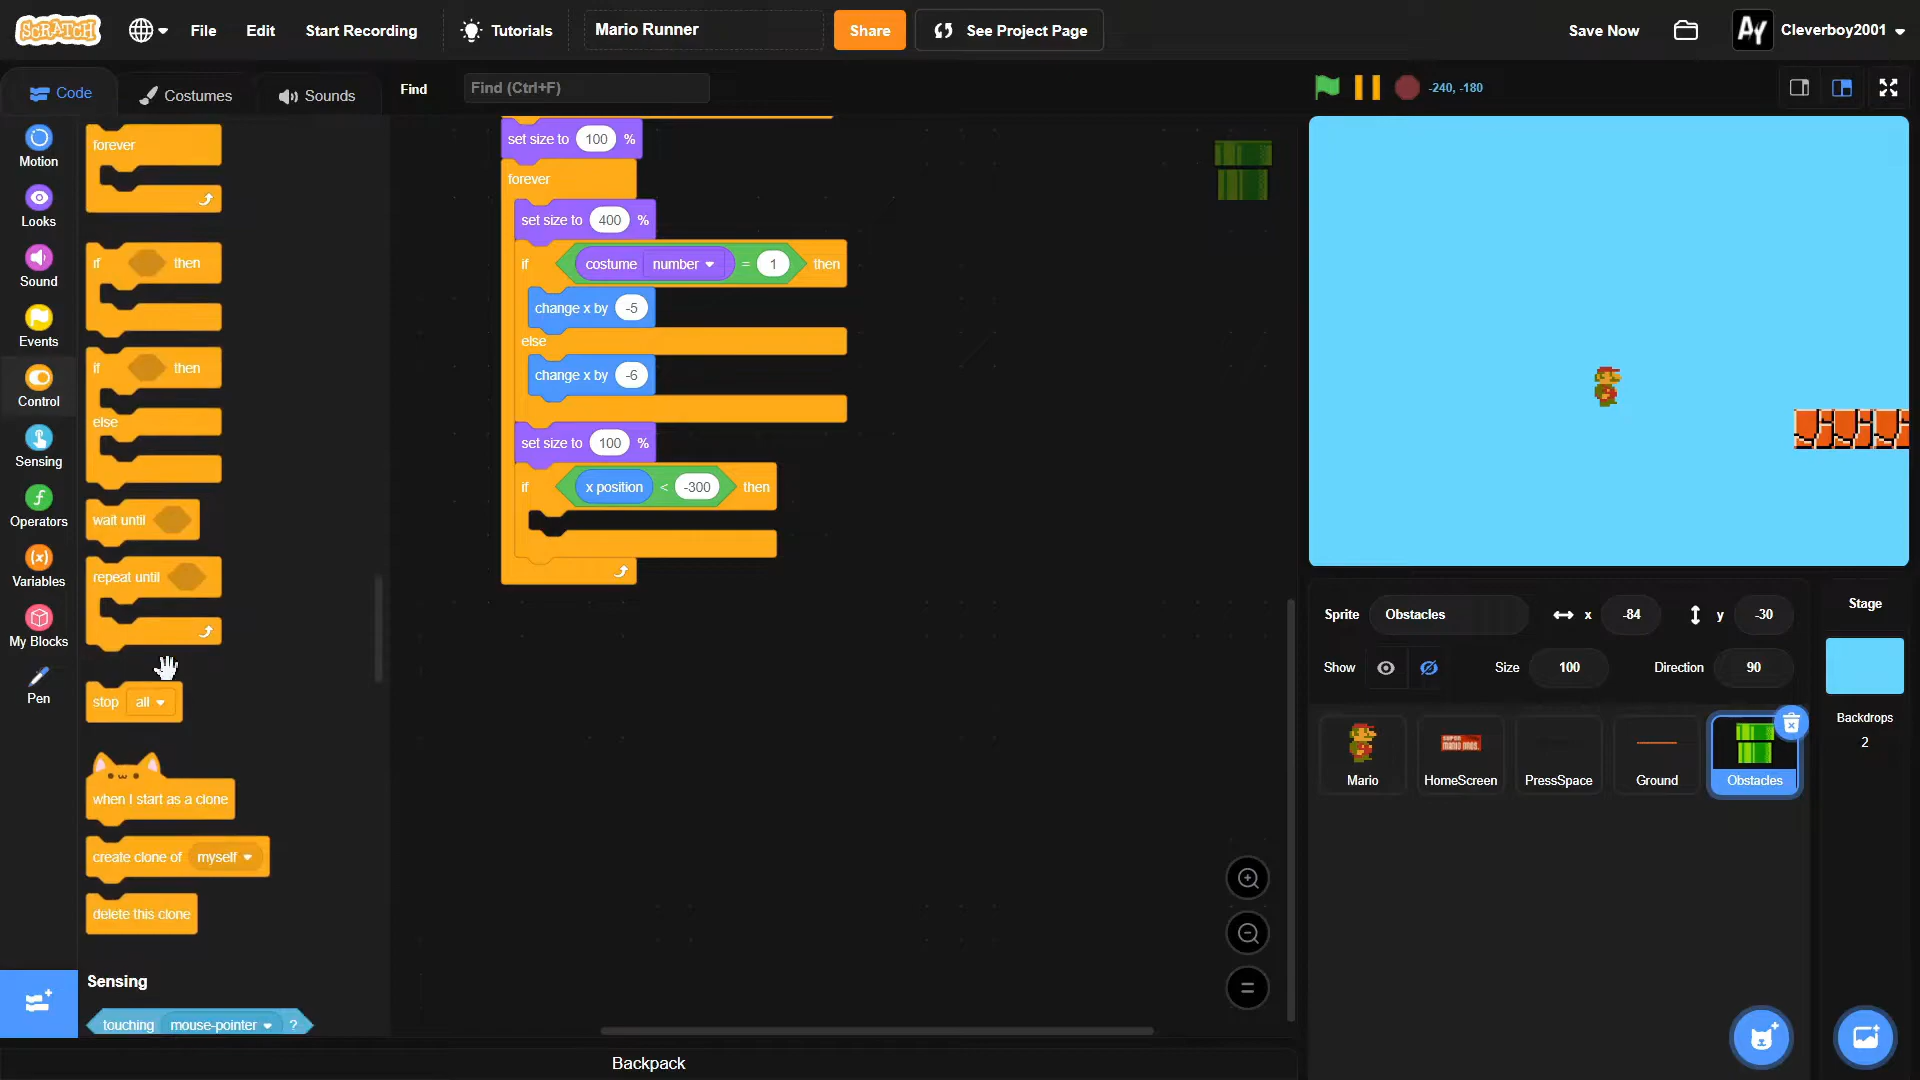 SCRATCH
File
Edit
Start Recording
Tutorials
Mario Runner
Share
See Project Page
Save Now
Ay
Cleverboy2001
Code
Costumes
Sounds
Find
Find (Ctrl+F)
-240, -180
Motion
Looks
Sound
Events
Control
Sensing
Operators
Variables
My Blocks
Pen
forever
if then
if then
else
wait until
repeat until
stop all
when I start as a clone
create clone of myself
delete this clone
Sensing
touching mouse-pointer ?
set size to 100 %
forever
set size to 400 %
if costume number = 1 then
change x by -5
else
change x by -6
set size to 100 %
if x position < -300 then
Sprite Obstacles x -84 y -30
Show Size 100 Direction 90
SUPER
MARIO BROS.
Mario
HomeScreen
PressSpace
Ground
Obstacles
Stage
Backdrops
2
Backpack